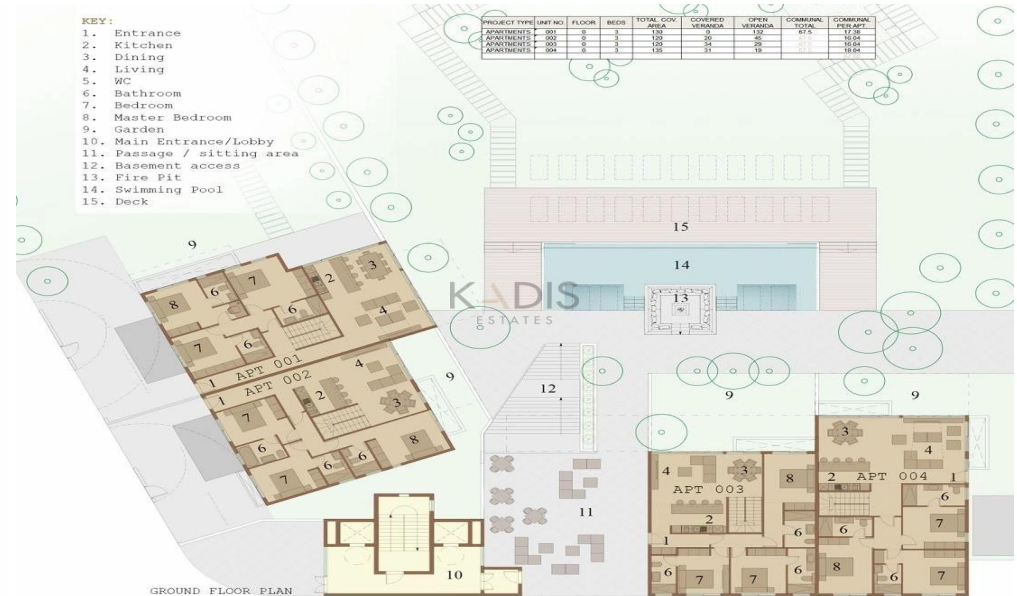 KEY:
1. Entrance
2. Kitchen
3. Dining
4. Living
5. WC
6. Bathroom
7. Bedroom
8. Master Bedroom
9. Garden
10. Main Entrance/Lobby
11. Passage / sitting area
12. Basement access
13. Fire Pit
14. Swimming Pool
15. Deck
PROJECT TYPE UNIT NO. FLOOR BEDS TOTAL COV AREA COVERED VERANDA OPEN VERANDA COMMUNAL TOTAL COMMUNAL PER APT.
APARTMENTS 001 0 3 130 0 132 67.5 17.38
APARTMENTS 002 0 3 120 20 45 16.04
APARTMENTS 003 0 3 120 34 29 16.04
APARTMENTS 004 0 3 135 31 19 18.04
15
9
14
7
2
3
6
8
6
4
13
KADIS
ESTATES
7
6
1
APT 001
APT 002
4
1
2
9
12
9
9
7
3
6
8
6
6
7
3
4
4
3
8
2
APT 004
1
APT 003
6
11
2
6
7
1
6
10
6
7
7
6
8
6
7
GROUND FLOOR PLAN